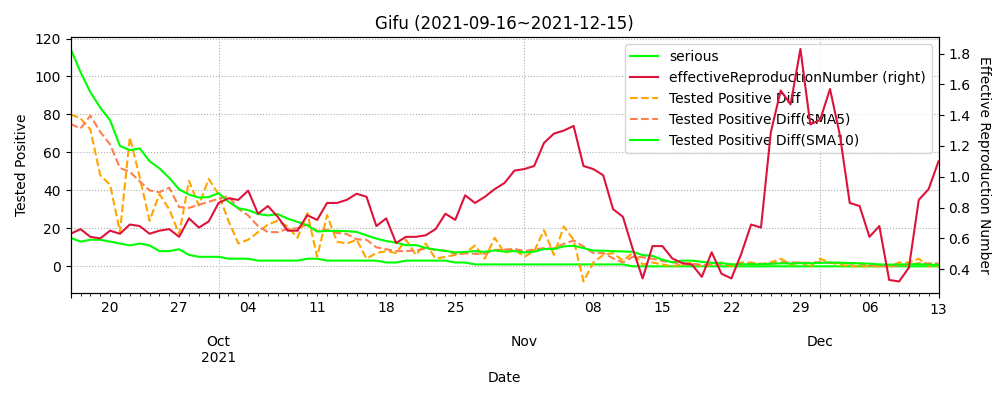 Gifu (2021-09-16~2021-12-15)
120
100
80
60
40
20
0
Tested Positive
1.8
1.6
1.4
1.2
1.0
0.8
0.6
0.4
Effective Reproduction Number
serious
effectiveReproductionNumber (right)
Tested Positive Diff
Tested Positive Diff(SMA5)
Tested Positive Diff(SMA10)
20 27 04 11 18 25 08 15 22 29 06 13
Oct Nov Dec
2021
Date